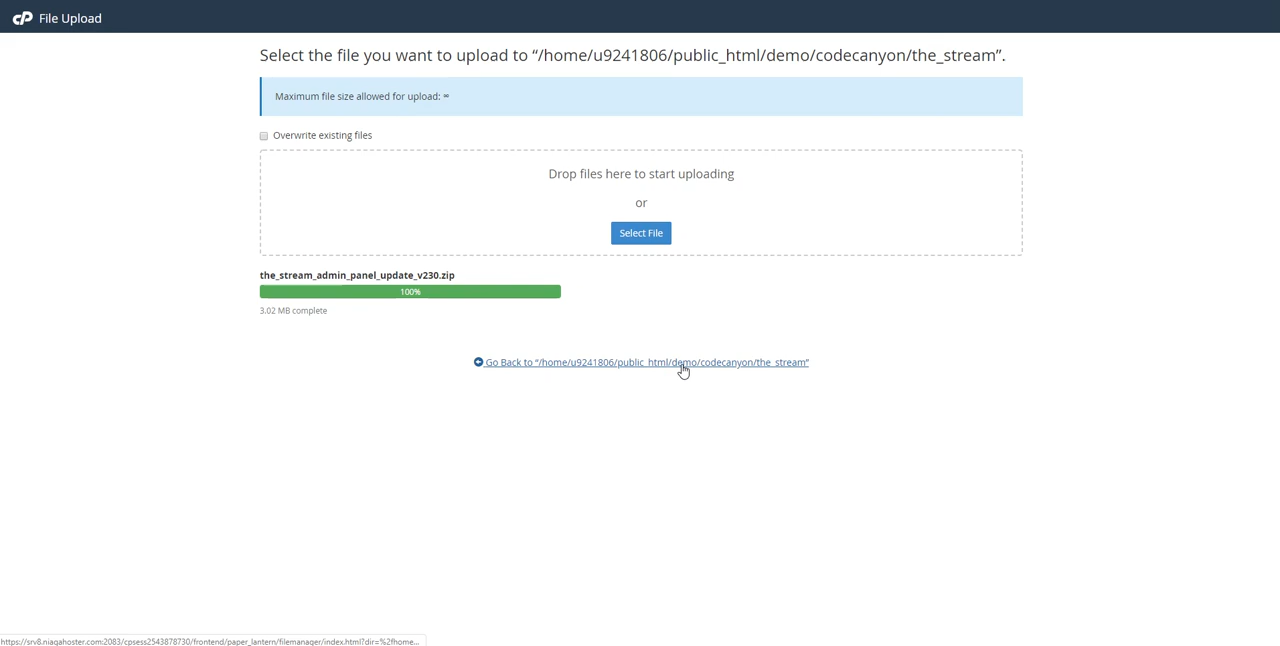 cP File Upload
Select the file you want to upload to “/home/u9241806/public_html/demo/codecanyon/the_stream”.
Maximum file size allowed for upload: ∞
Overwrite existing files
Drop files here to start uploading
or
Select File
the_stream_admin_panel_update_v230.zip
100%
3.02 MB complete
Go Back to “/home/u9241806/public_html/demo/codecanyon/the_stream”
https://srv8.niagahoster.com:2083/cpsess2543878730/frontend/paper_lantern/filemanager/index.html?dir=%2fhome...